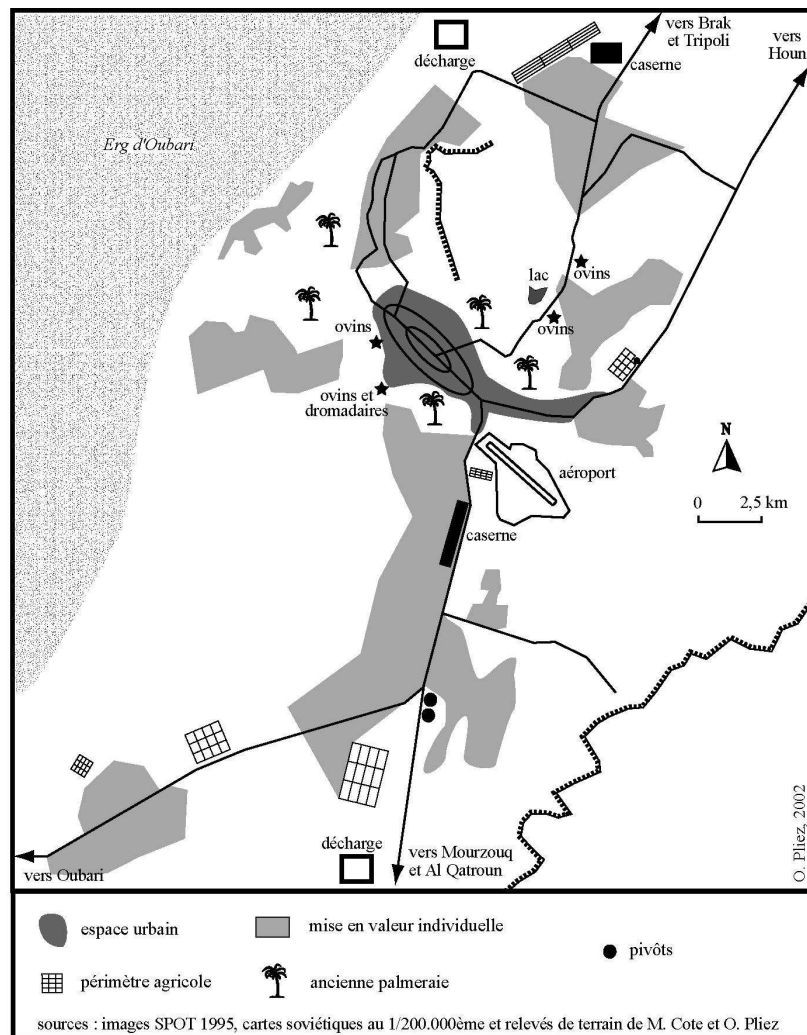 vers Brak
et Tripoli
vers
Houn
décharge
caserne
Erg d'Oubari
lac
ovins
ovins
ovins
ovins et
dromadaires
N
aéroport
0 2,5 km
caserne
O. Pliez, 2002
décharge
vers Mourzouq
et Al Qatroun
vers Oubari
espace urbain
mise en valeur individuelle
pivôts
périmètre agricole
ancienne palmeraie
sources : images SPOT 1995, cartes soviétiques au 1/200.000ème et relevés de terrain de M. Cote et O. Pliez